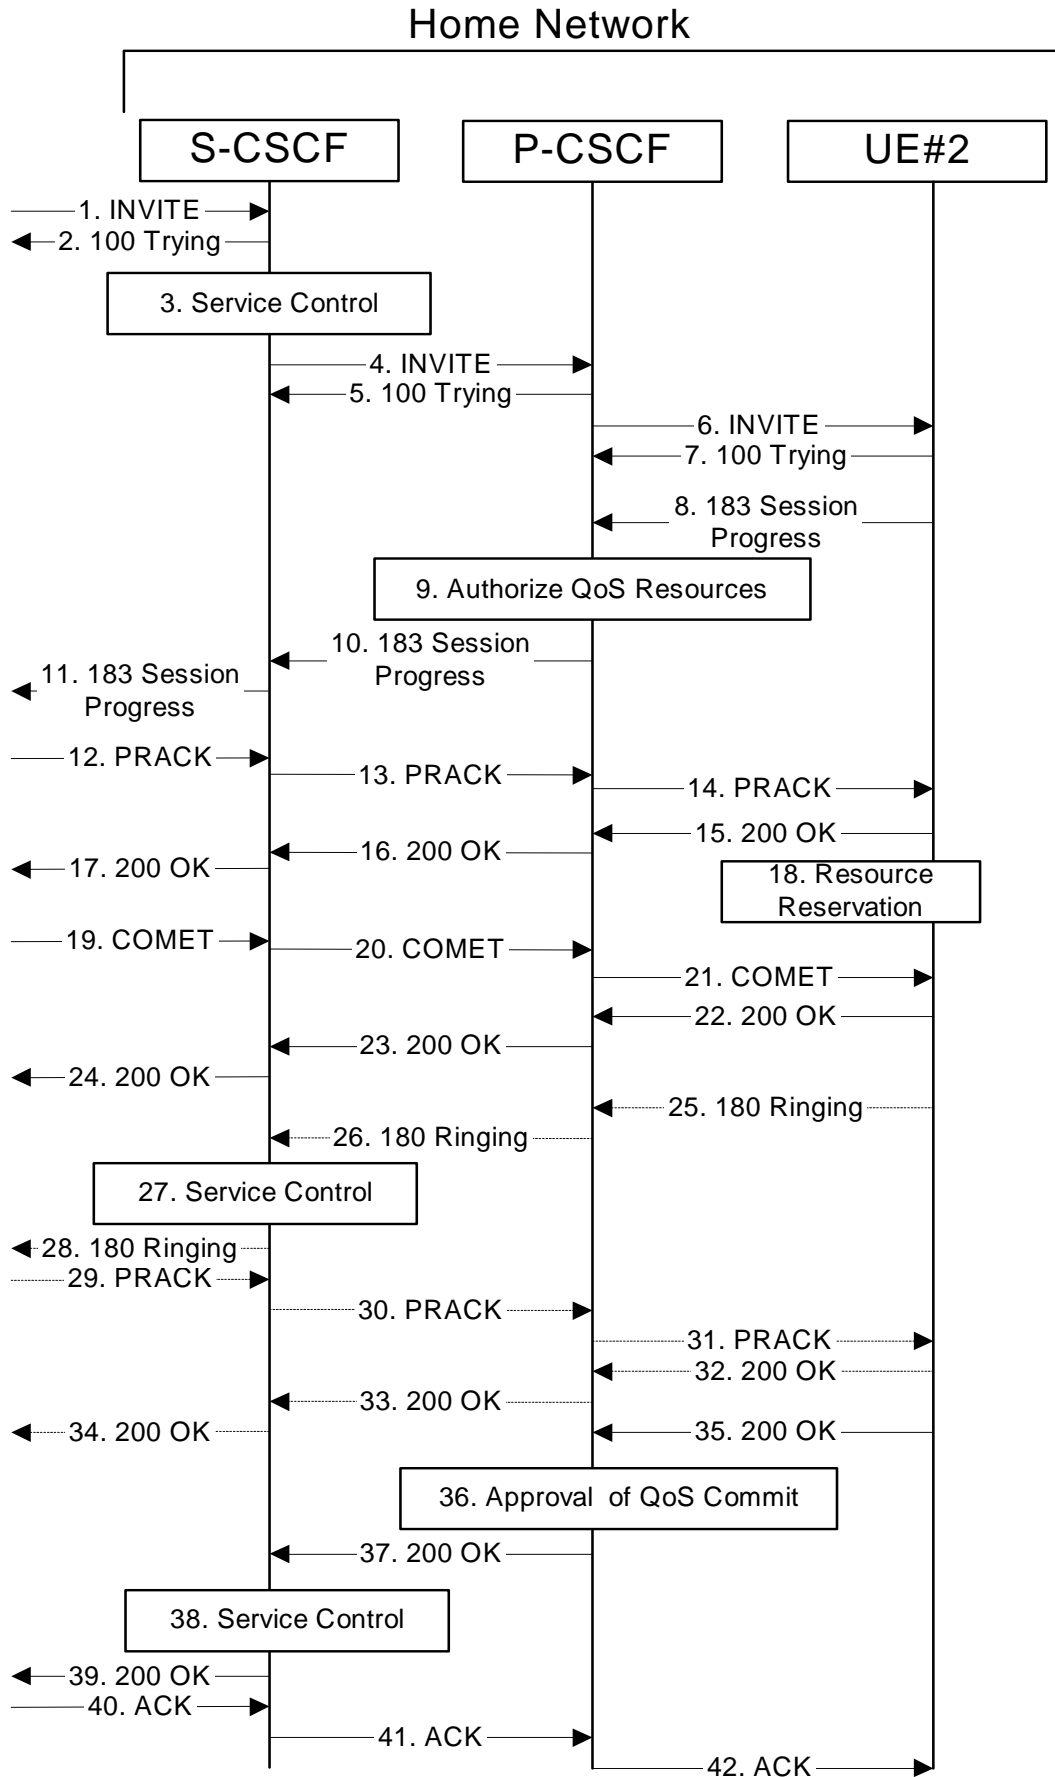 Home Network
S-CSCF
P-CSCF
UE#2
1. INVITE
2. 100 Trying
3. Service Control
4. INVITE
5. 100 Trying
6. INVITE
7. 100 Trying
8. 183 Session
Progress
9. Authorize QoS Resources
10. 183 Session
Progress
11. 183 Session
Progress
12. PRACK
13. PRACK
14. PRACK
15. 200 OK
16. 200 OK
17. 200 OK
18. Resource
Reservation
19. COMET
20. COMET
21. COMET
22. 200 OK
23. 200 OK
24. 200 OK
25. 180 Ringing
26. 180 Ringing
27. Service Control
28. 180 Ringing
29. PRACK
30. PRACK
31. PRACK
32. 200 OK
33. 200 OK
34. 200 OK
35. 200 OK
36. Approval of QoS Commit
37. 200 OK
38. Service Control
39. 200 OK
40. ACK
41. ACK
42. ACK